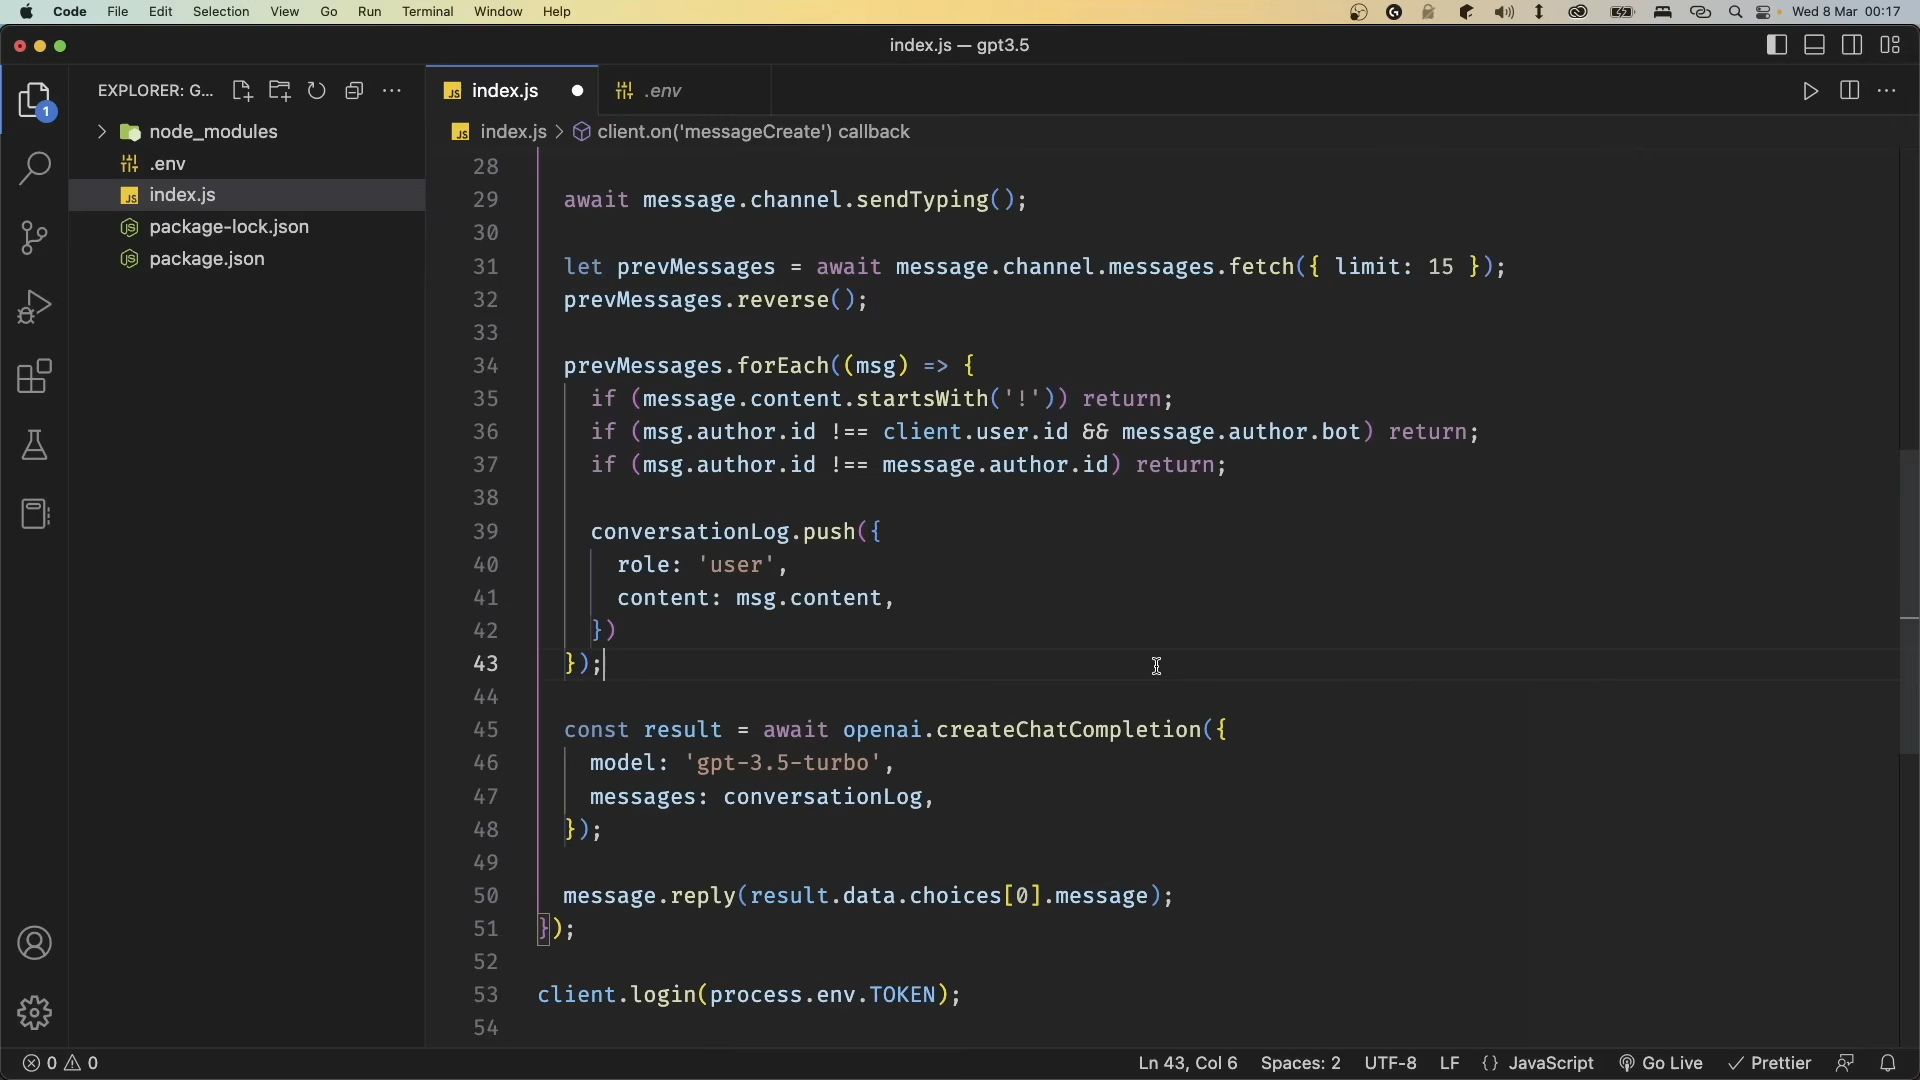 Code File Edit Selection View Go Run Terminal Window Help Wed 8 Mar 00:17
index.js — gpt3.5
EXPLORER: G...
node_modules
.env
JS index.js
package-lock.json
package.json
1
JS index.js .env
JS index.js > client.on('messageCreate') callback
28
29 await message.channel.sendTyping();
30
31 let prevMessages = await message.channel.messages.fetch({ limit: 15 });
32 prevMessages.reverse();
33
34 prevMessages.forEach((msg) => {
35 if (message.content.startsWith('!')) return;
36 if (msg.author.id !== client.user.id && message.author.bot) return;
37 if (msg.author.id !== message.author.id) return;
38
39 conversationLog.push({
40 role: 'user',
41 content: msg.content,
42 })
43 });
44
45 const result = await openai.createChatCompletion({
46 model: 'gpt-3.5-turbo',
47 messages: conversationLog,
48 });
49
50 message.reply(result.data.choices[0].message);
51 });
52
53 client.login(process.env.TOKEN);
54
0 0 Ln 43, Col 6 Spaces: 2 UTF-8 LF {} JavaScript Go Live Prettier